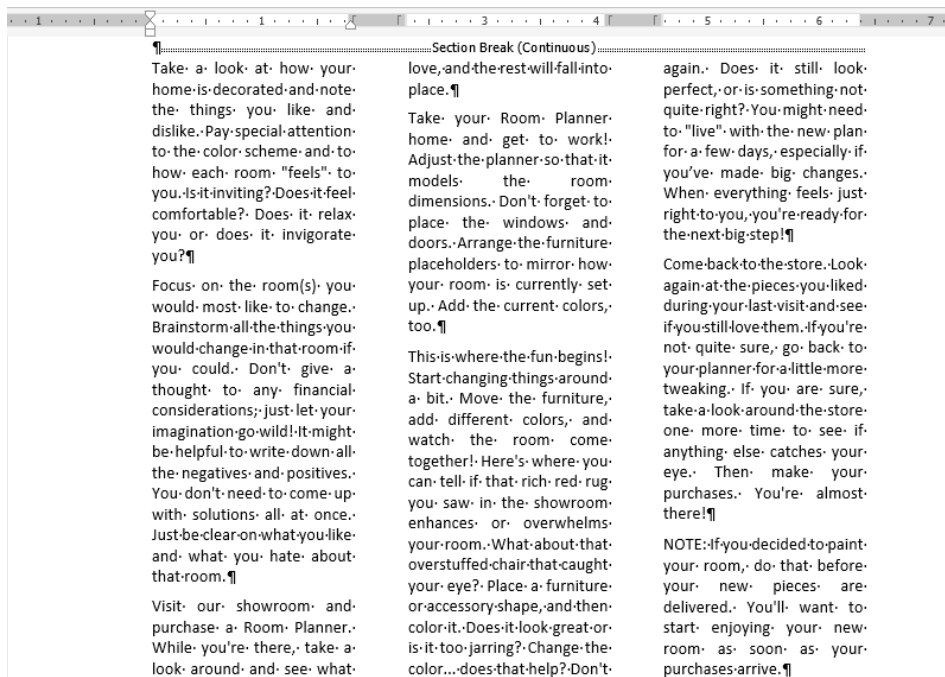 1 1 3 4 5 6 7
¶ Section Break (Continuous)
Take a look at how your
home is decorated and note
the things you like and
dislike. Pay special attention
to the color scheme and to
how each room "feels" to
you. Is it inviting? Does it feel
comfortable? Does it relax
you or does it invigorate
you?¶
Focus on the room(s) you
would most like to change.
Brainstorm all the things you
would change in that room if
you could. Don't give a
thought to any financial
considerations; just let your
imagination go wild! It might
be helpful to write down all
the negatives and positives.
You don't need to come up
with solutions all at once.
Just be clear on what you like
and what you hate about
that room.¶
Visit our showroom and
purchase a Room Planner.
While you're there, take a
look around and see what
love, and the rest will fall into
place.¶
Take your Room Planner
home and get to work!
Adjust the planner so that it
models the room
dimensions. Don't forget to
place the windows and
doors. Arrange the furniture
placeholders to mirror how
your room is currently set
up. Add the current colors,
too.¶
This is where the fun begins!
Start changing things around
a bit. Move the furniture,
add different colors, and
watch the room come
together! Here's where you
can tell if that rich red rug
you saw in the showroom
enhances or overwhelms
your room. What about that
overstuffed chair that caught
your eye? Place a furniture
or accessory shape, and then
color it. Does it look great or
is it too jarring? Change the
color... does that help? Don't
again. Does it still look
perfect, or is something not
quite right? You might need
to "live" with the new plan
for a few days, especially if
you've made big changes.
When everything feels just
right to you, you're ready for
the next big step!¶
Come back to the store. Look
again at the pieces you liked
during your last visit and see
if you still love them. If you're
not quite sure, go back to
your planner for a little more
tweaking. If you are sure,
take a look around the store
one more time to see if
anything else catches your
eye. Then make your
purchases. You're almost
there!¶
NOTE: If you decided to paint
your room, do that before
your new pieces are
delivered. You'll want to
start enjoying your new
room as soon as your
purchases arrive.¶